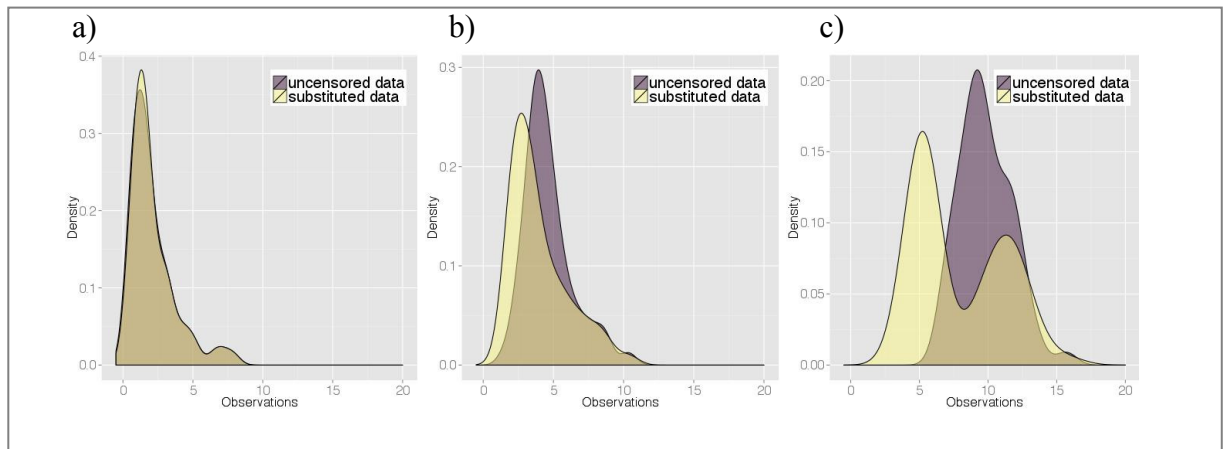 a)
0.4
0.3
0.2
0.1
0.0
Density
0
5
10
15
20
Observations
uncensored data
substituted data
b)
0.3
0.2
0.1
0.0
Density
0
5
10
15
20
Observations
uncensored data
substituted data
c)
0.20
0.15
0.10
0.05
0.00
Density
0
5
10
15
20
Observations
uncensored data
substituted data